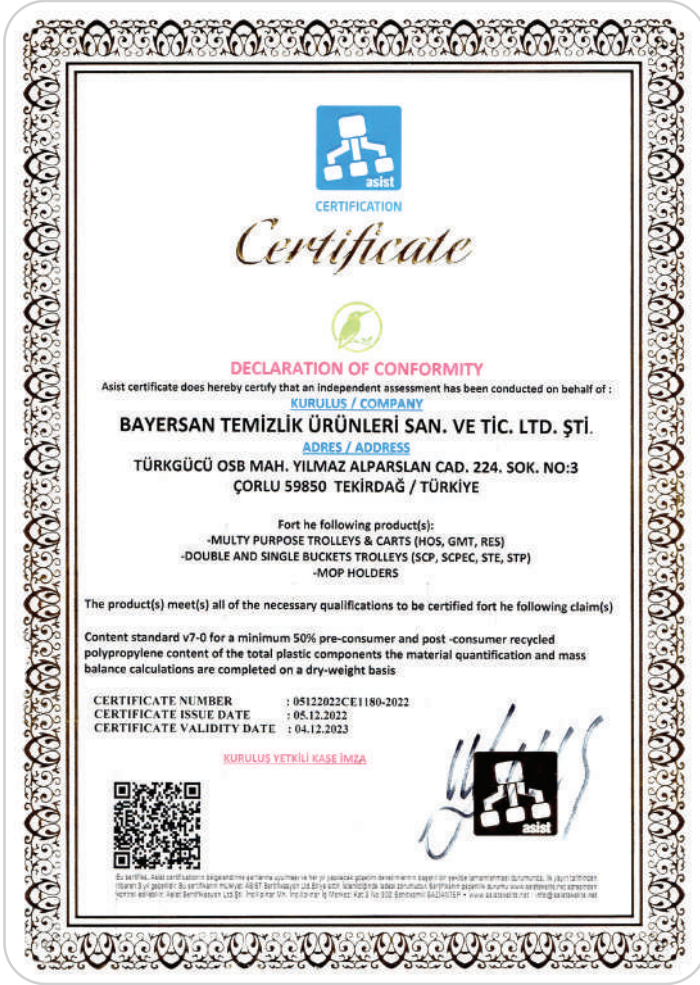 asist
CERTIFICATION
Certificate
DECLARATION OF CONFORMITY
Asist certificate does hereby certify that an independent assessment has been conducted on behalf of :
KURULUS / COMPANY
BAYERSAN TEMİZLİK ÜRÜNLERİ SAN. VE TİC. LTD. ŞTİ.
ADRES / ADDRESS
TÜRKGÜCÜ OSB MAH. YILMAZ ALPARSLAN CAD. 224. SOK. NO:3
ÇORLU 59850 TEKİRDAĞ / TÜRKİYE
Fort he following product(s):
-MULTY PURPOSE TROLLEYS & CARTS (HOS, GMT, RES)
-DOUBLE AND SINGLE BUCKETS TROLLEYS (SCP, SCPEC, STE, STP)
-MOP HOLDERS
The product(s) meet(s) all of the necessary qualifications to be certified fort he following claim(s)
Content standard v7-0 for a minimum 50% pre-consumer and post -consumer recycled
polypropylene content of the total plastic components the material quantification and mass
balance calculations are completed on a dry-weight basis
CERTIFICATE NUMBER : 05122022CE1180-2022
CERTIFICATE ISSUE DATE : 05.12.2022
CERTIFICATE VALIDITY DATE : 04.12.2023
KURULUŞ YETKİLİ KAŞE İMZA
asist